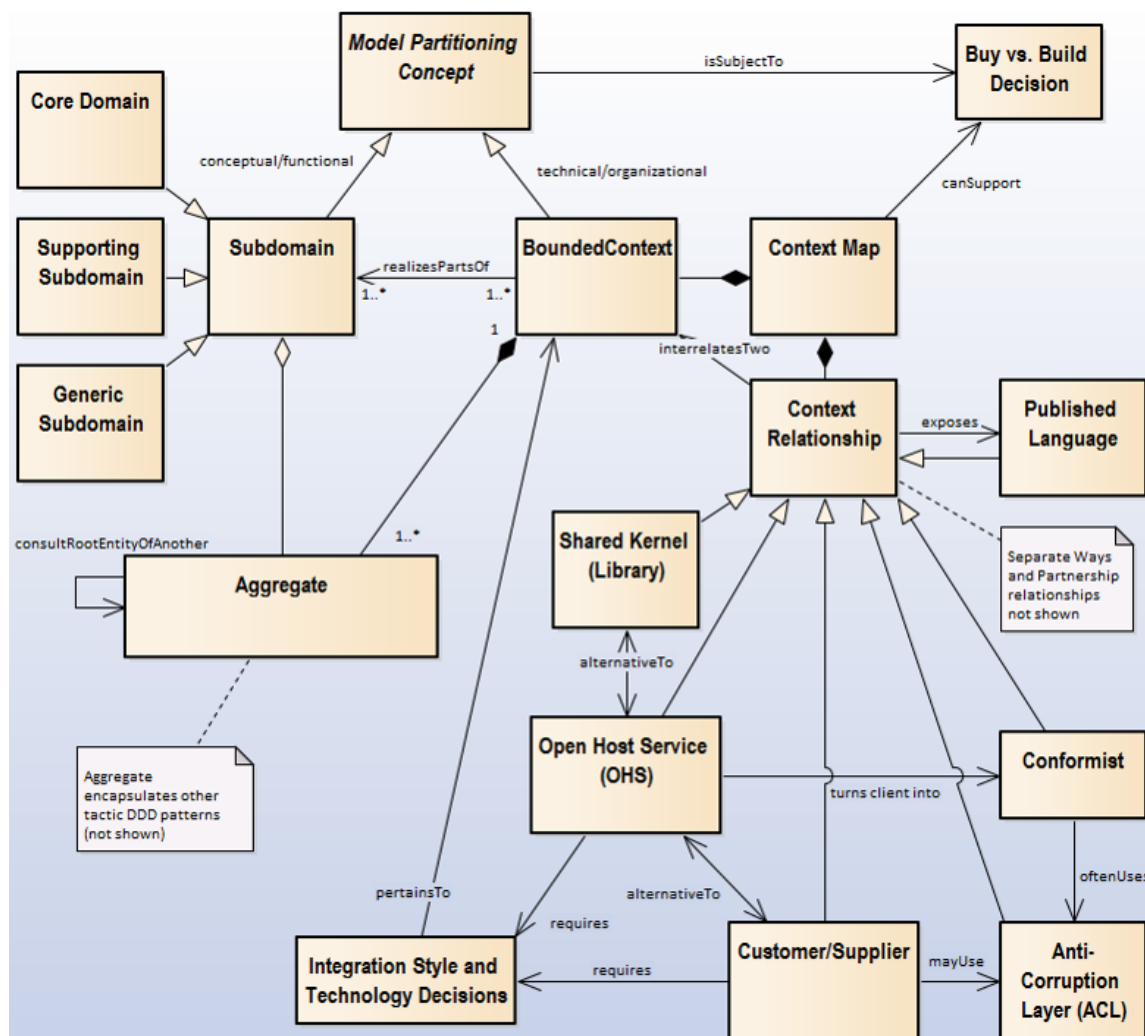 Model Partitioning
Concept
isSubjectTo
Buy vs. Build
Decision
Core Domain
conceptual/functional
technical/organizational
canSupport
Supporting
Subdomain
Subdomain
realizesPartsOf
1..*
1..*
BoundedContext
Context Map
1
interrelatesTwo
Generic
Subdomain
Context
Relationship
exposes
Published
Language
consultRootEntityOfAnother
1..*
Aggregate
Shared Kernel
(Library)
Separate Ways
and Partnership
relationships
not shown
alternativeTo
Aggregate
encapsulates other
tactic DDD patterns
(not shown)
Open Host Service
(OHS)
turns client into
Conformist
pertainsTo
alternativeTo
oftenUses
requires
Integration Style and
Technology Decisions
requires
Customer/Supplier
mayUse
Anti-
Corruption
Layer (ACL)